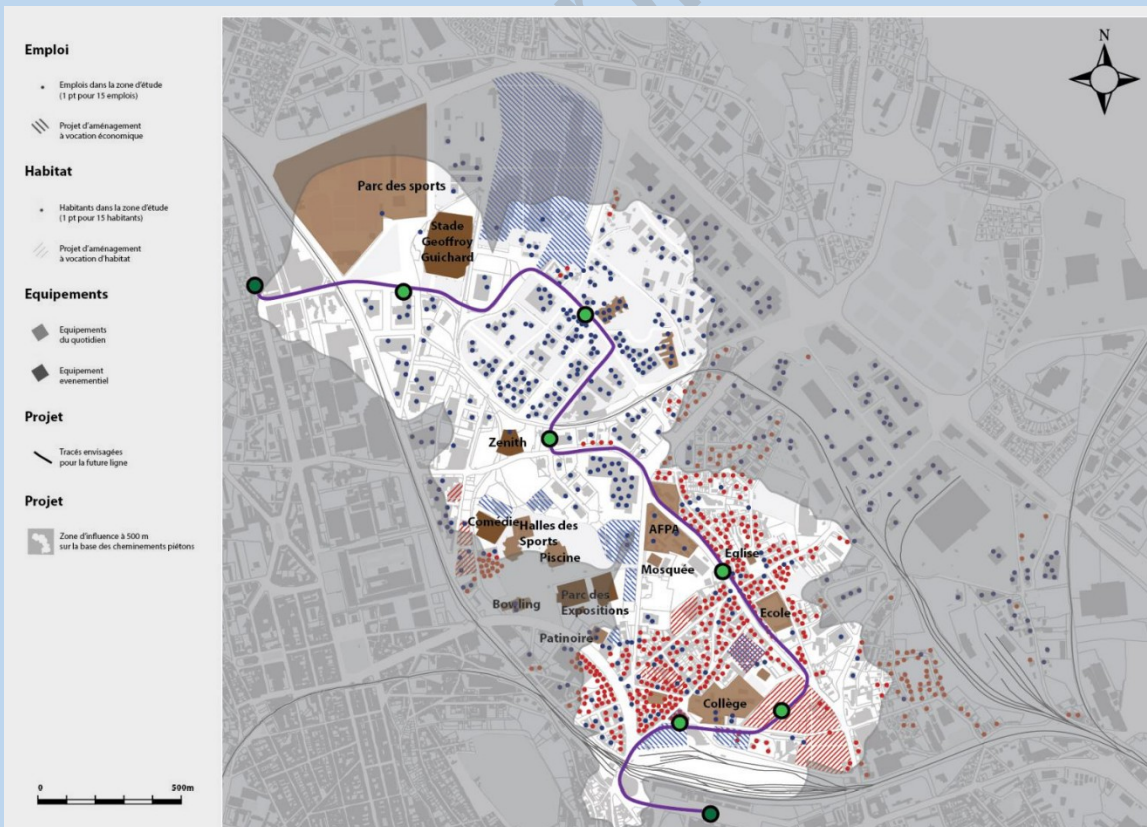 Emploi
Emplois dans la zone d'étude
(1 pt pour 15 emplois)
Projet d'aménagement
à vocation économique
Habitat
Habitants dans la zone d'étude
(1 pt pour 15 habitants)
Projet d'aménagement
à vocation d'habitat
Equipements
Equipements
du quotidien
Equipement
evenementiel
Projet
Tracés envisagées
pour la future ligne
Projet
Zone d'influence à 500 m
sur la base des cheminements piétons
0 500m
N
Parc des sports
Stade
Geoffroy
Guichard
Zenith
Comedie
Halles des
Sports
Piscine
AFPA
Mosquée
Eglise
Ecole
Bowling
Parc des
Expositions
Patinoire
Collège